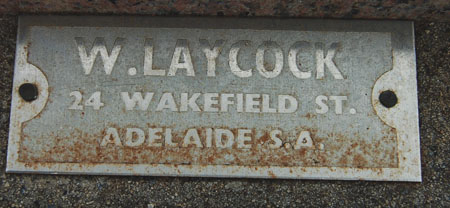 W. LAYCOCK
24 WAKEFIELD ST.
ADELAIDE S.A.